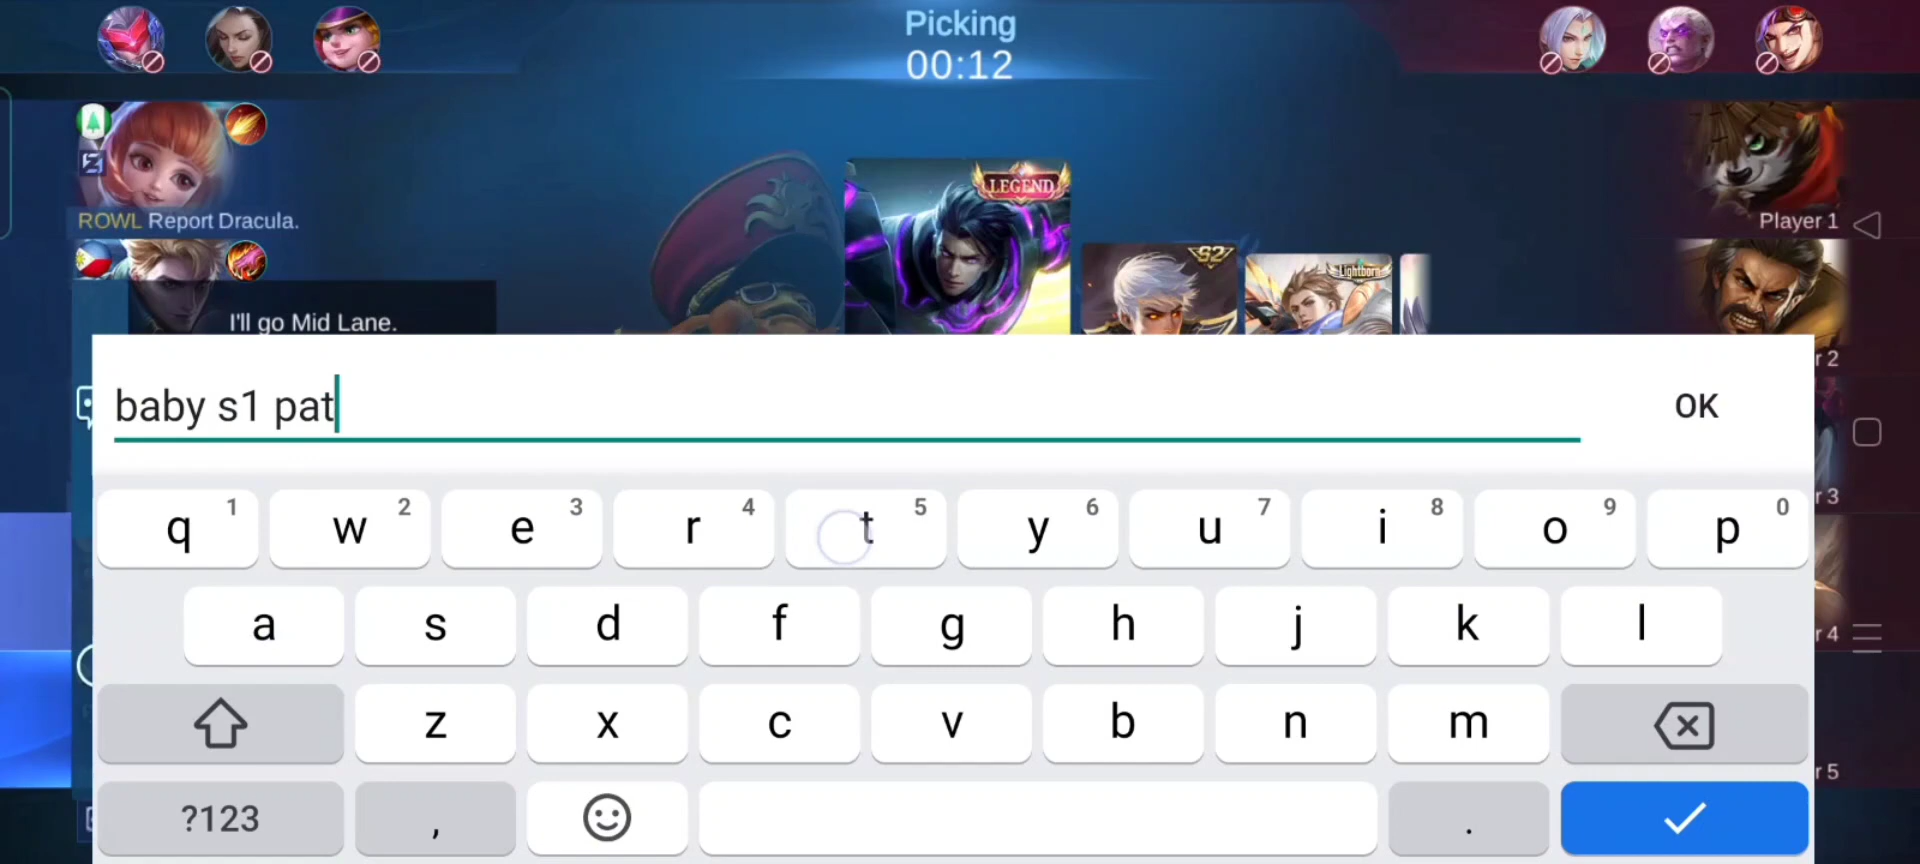 Picking
00:12
LEGEND
ROWL Report Dracula.
Player 1
S2
Lightborn
I'll go Mid Lane.
r 2
baby s1 pat
OK
r 3
q 1 w 2 e 3 r 4 t 5 y 6 u 7 i 8 o 9 p 0
a s d f g h j k l
r 4
z x c v b n m
r 5
?123 , .